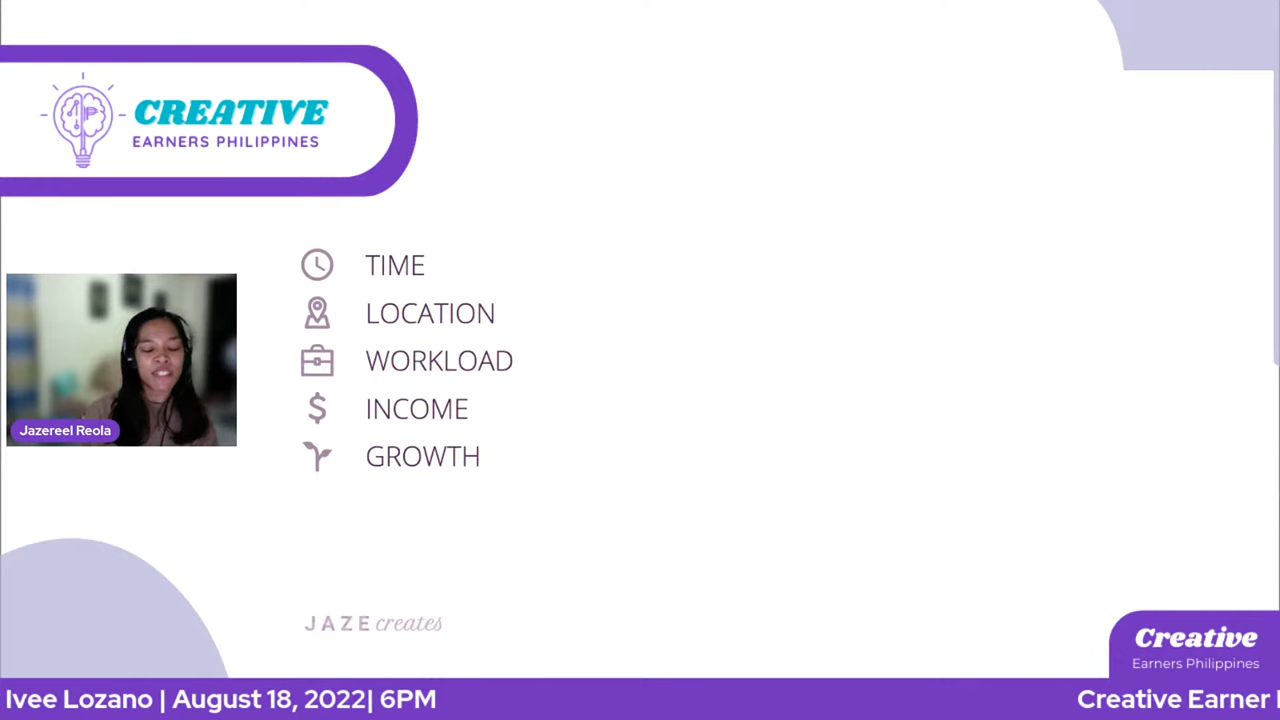 CREATIVE
EARNERS PHILIPPINES
TIME
LOCATION
WORKLOAD
INCOME
GROWTH
Jazereel Reola
JAZE creates
Creative
Earners Philippines
Ivee Lozano | August 18, 2022| 6PM
Creative Earner